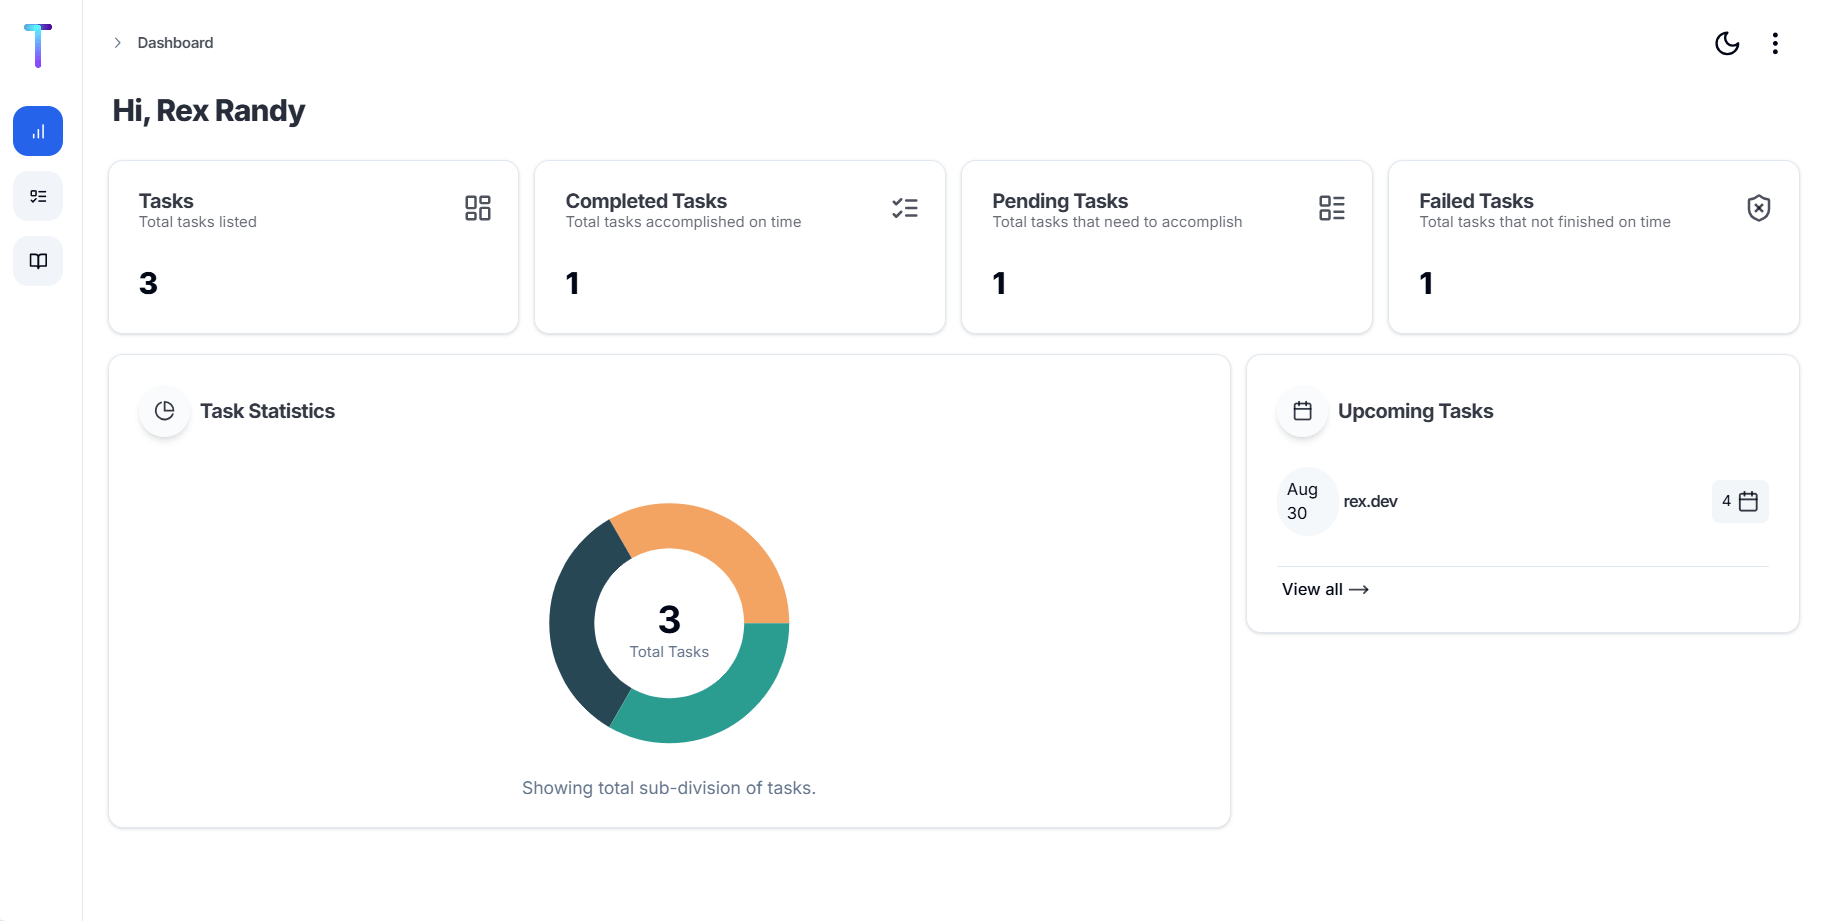 T
Dashboard
Hi, Rex Randy
Tasks
Total tasks listed
3
Completed Tasks
Total tasks accomplished on time
1
Pending Tasks
Total tasks that need to accomplish
1
Failed Tasks
Total tasks that not finished on time
1
Task Statistics
3
Total Tasks
Showing total sub-division of tasks.
Upcoming Tasks
Aug
30
rex.dev
4
View all